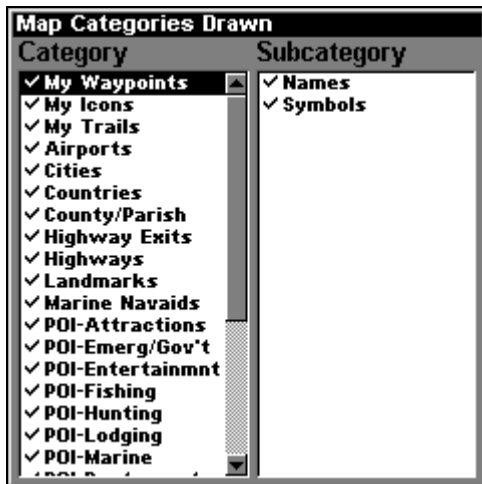 Map Categories Drawn
Category
My Waypoints
My Icons
My Trails
Airports
Cities
Countries
County/Parish
Highway Exits
Highways
Landmarks
Marine Navaids
POI-Attractions
POI-Emerg/Gov't
POI-Entertainmnt
POI-Fishing
POI-Hunting
POI-Lodging
POI-Marine
Subcategory
Names
Symbols